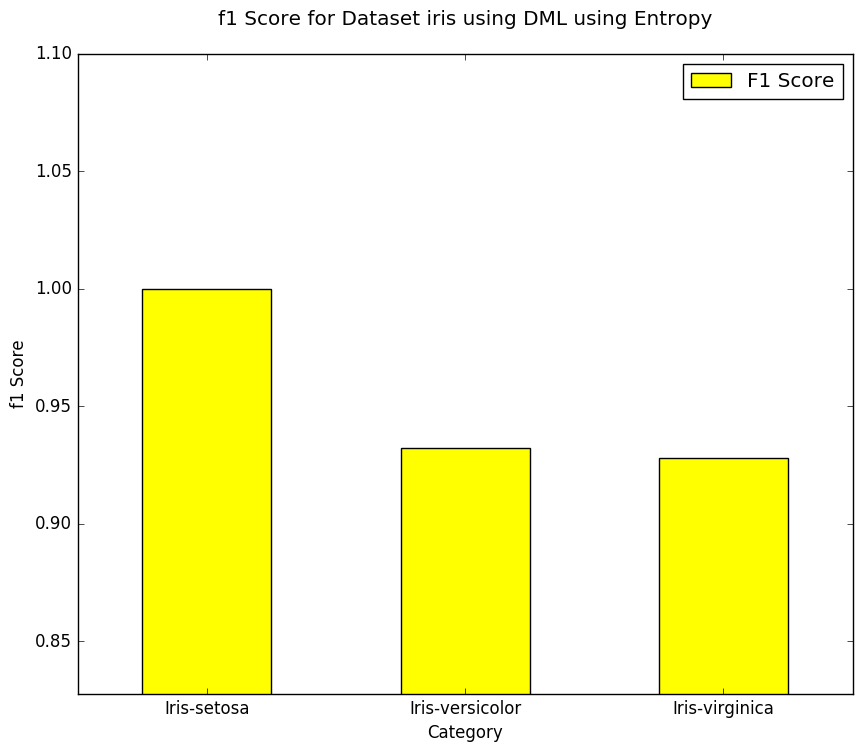 f1 Score for Dataset iris using DML using Entropy
F1 Score
1.10
1.05
1.00
0.95
0.90
0.85
f1 Score
Iris-setosa
Iris-versicolor
Iris-virginica
Category